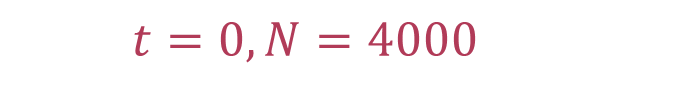 t = 0, N = 4000